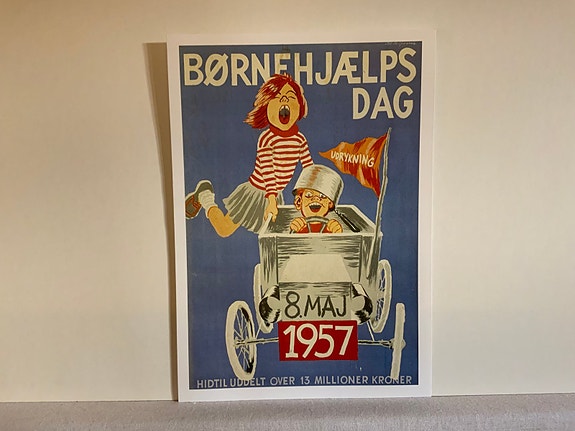 BØRNEHJÆLPS
DAG
UDRYKNING
8. MAJ
1957
HIDTIL UDDELT OVER 13 MILLIONER KRONER